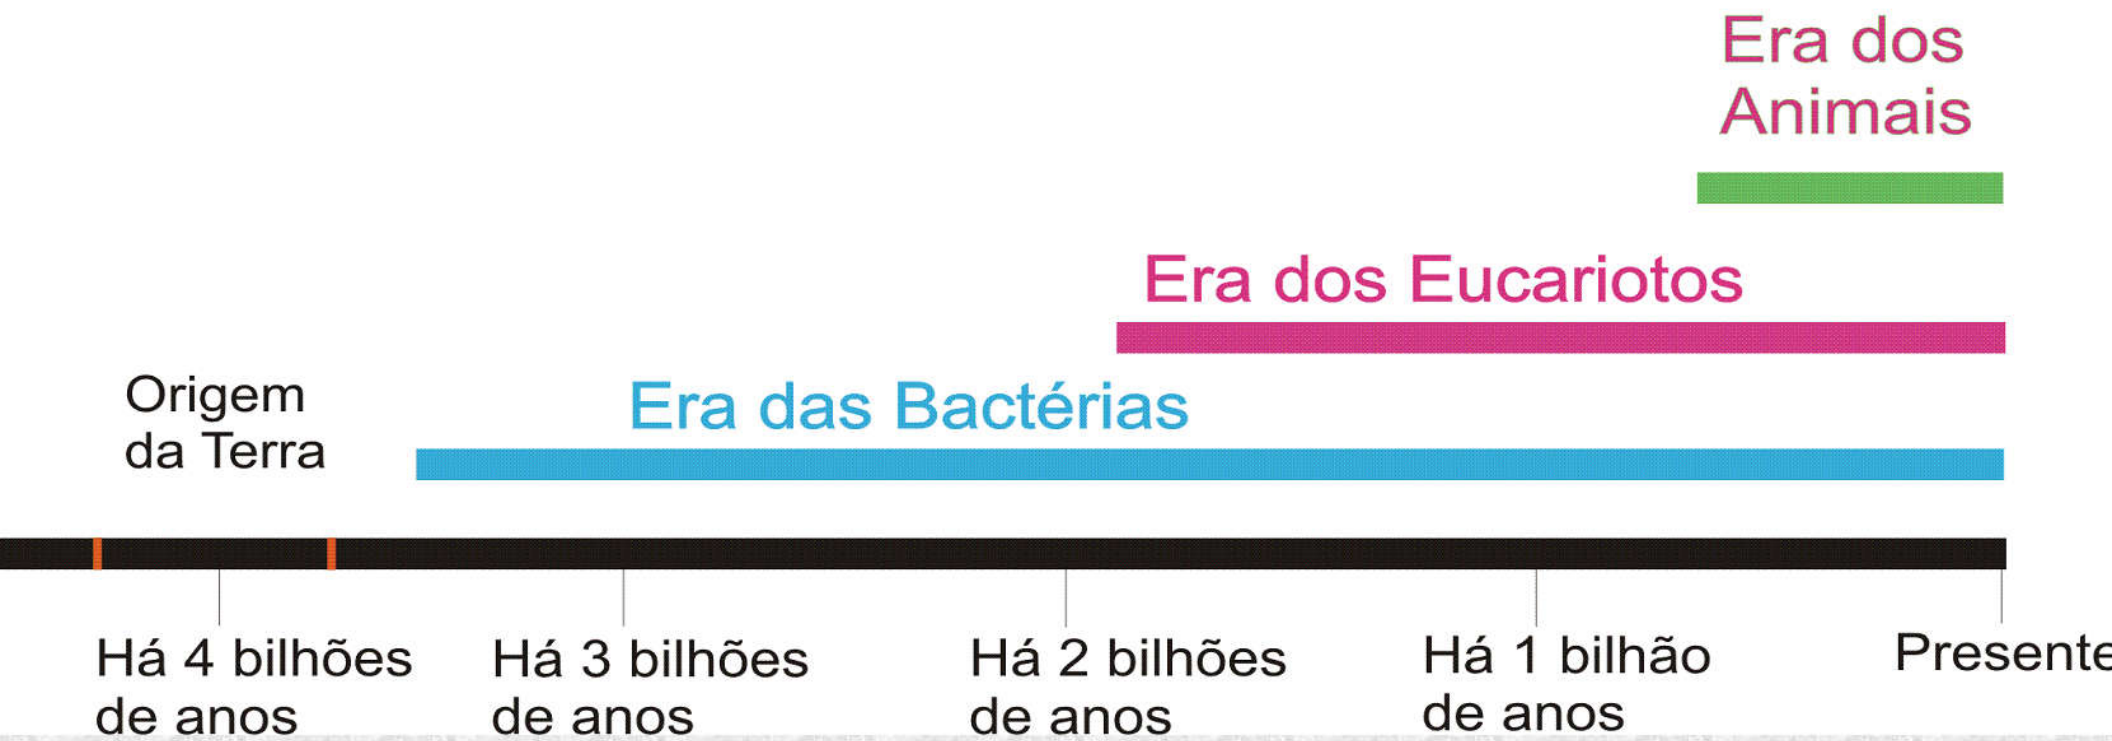 Era dos
Animais
Era dos Eucariotos
Origem
da Terra
Era das Bactérias
Há 4 bilhões
de anos
Há 3 bilhões
de anos
Há 2 bilhões
de anos
Há 1 bilhão
de anos
Presente